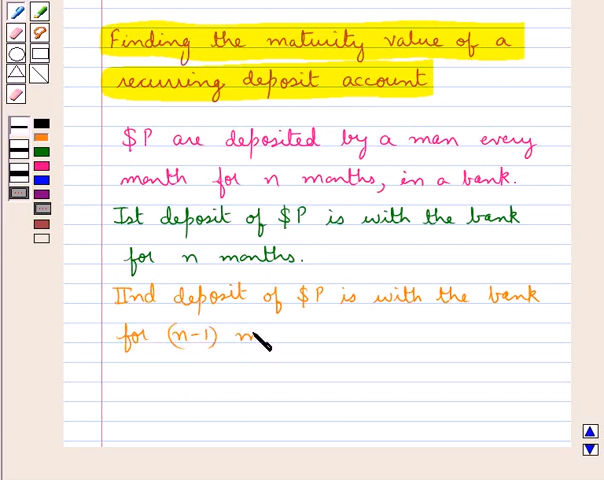 Finding the maturity value of a
recurring deposit account
$P are deposited by a man every
month for n months, in a bank.
Ist deposit of $P is with the bank
for n months.
IInd deposit of $P is with the bank
for (n-1) m